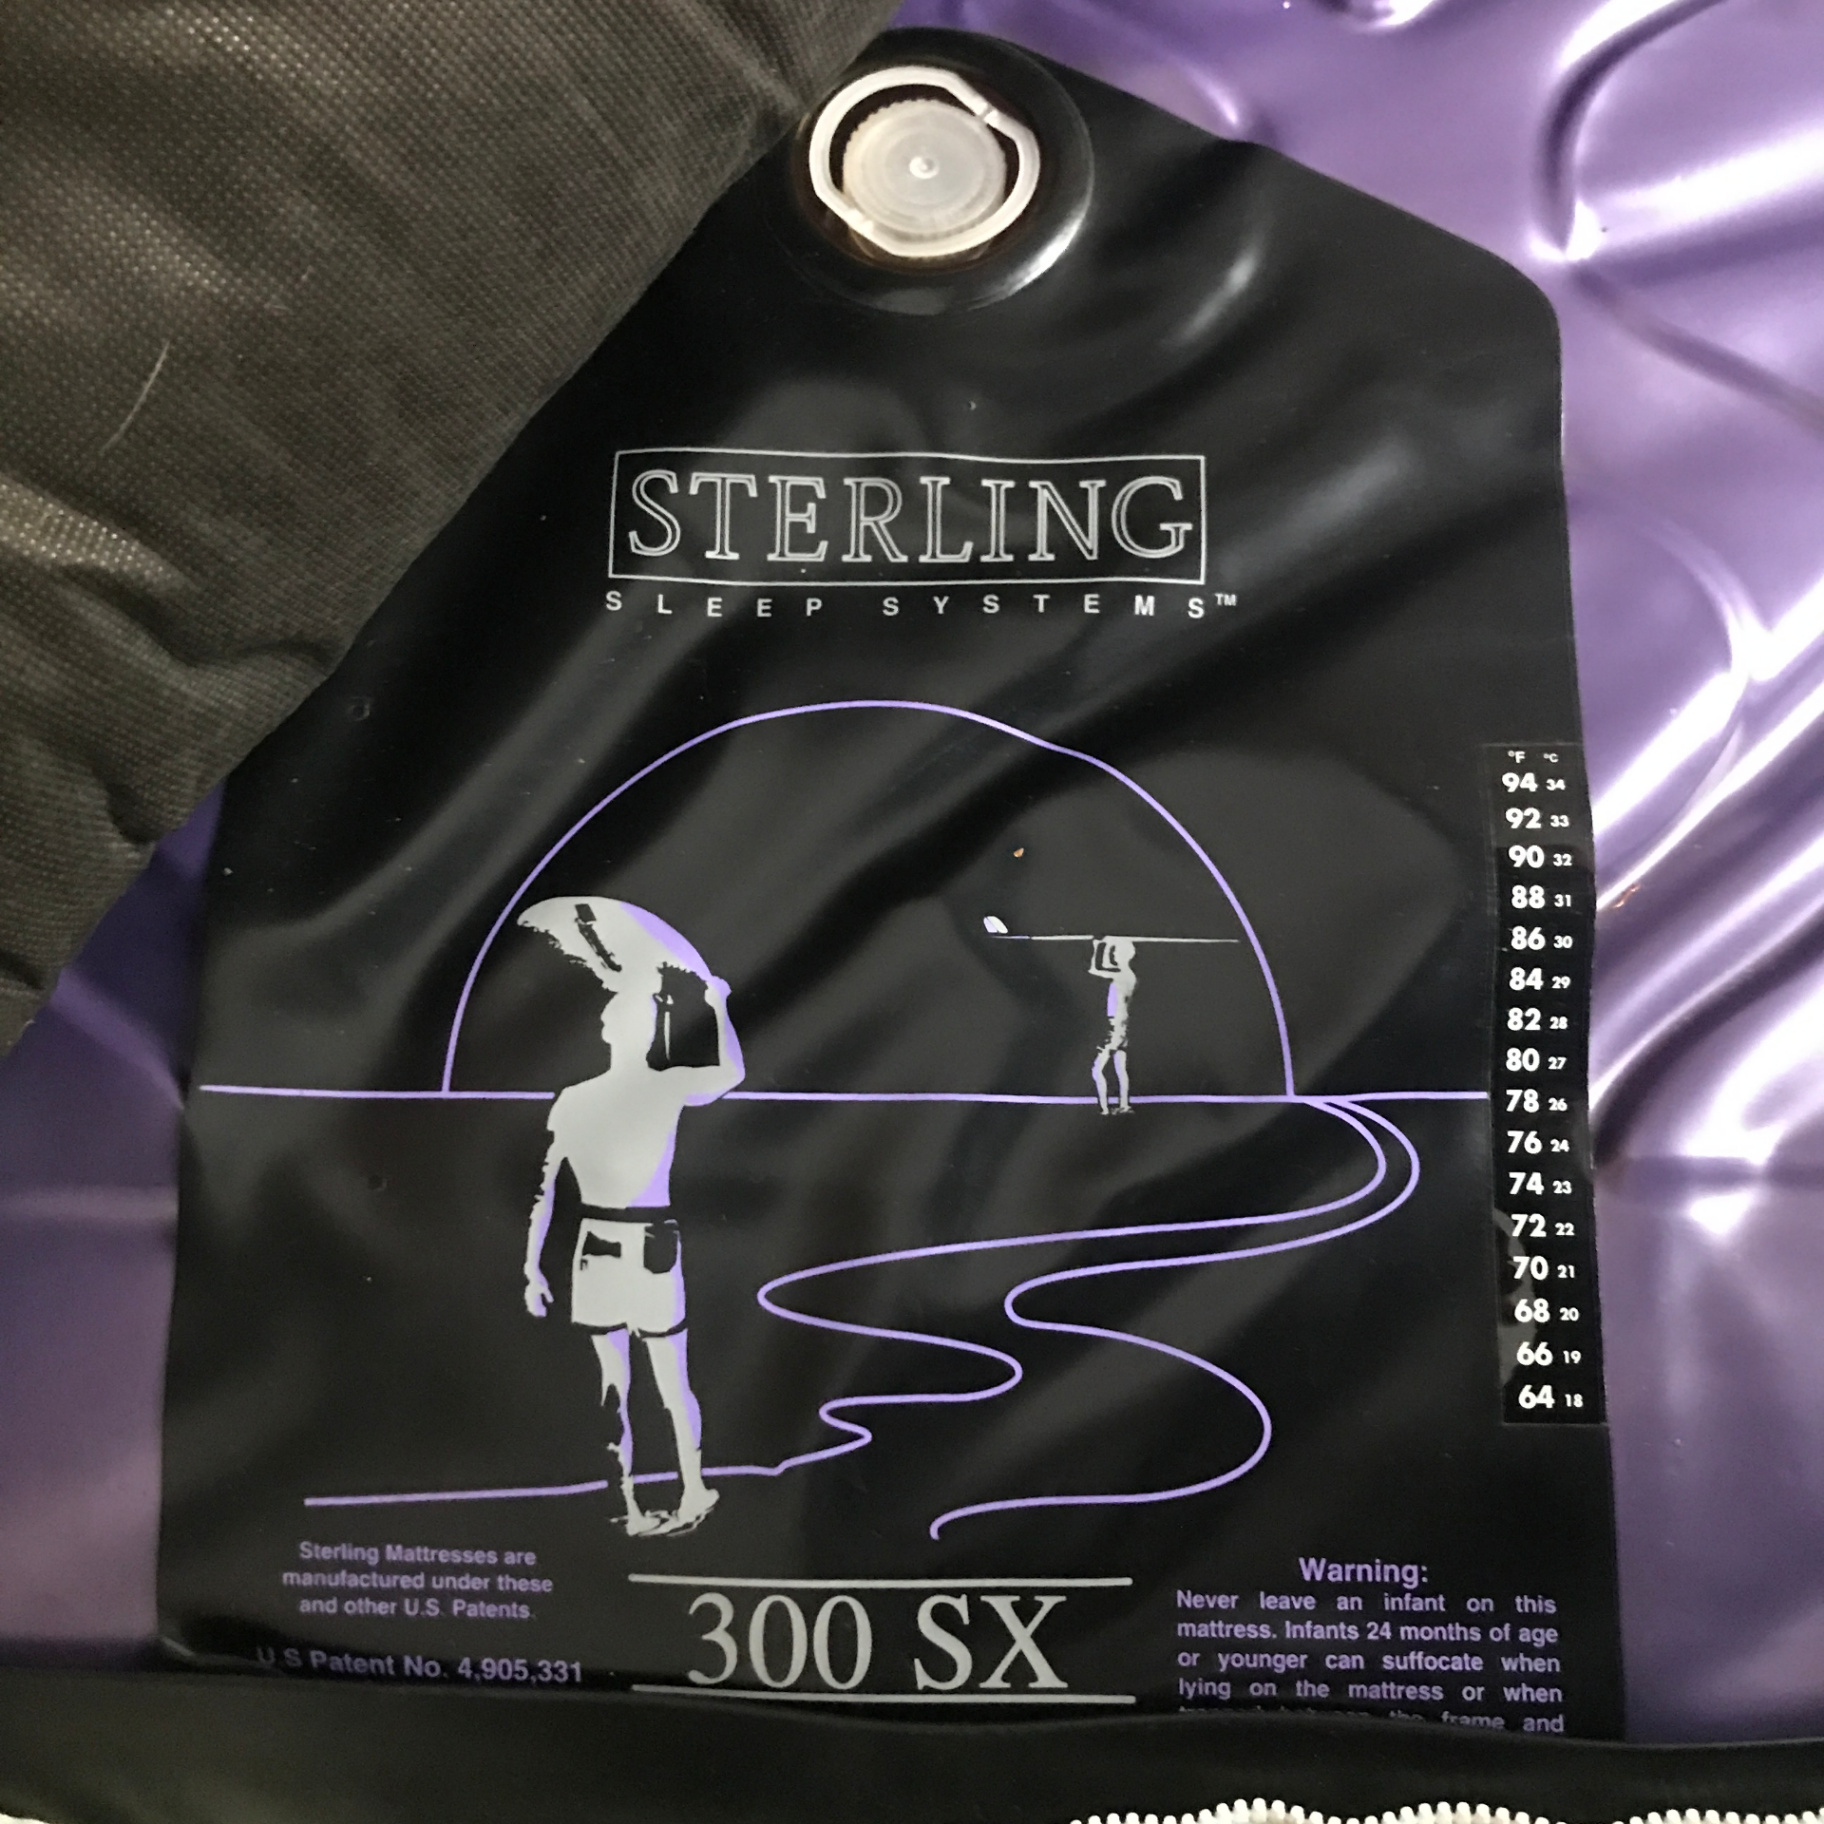 STERLING
SLEEP SYSTEMS™
°F °C
94 34
92 33
90 32
88 31
86 30
84 29
82 28
80 27
78 26
76 24
74 23
72 22
70 21
68 20
66 19
64 18
Sterling Mattresses are
manufactured under these
and other U.S. Patents.
U.S Patent No. 4,905,331
300 SX
Warning:
Never leave an infant on this
mattress. Infants 24 months of age
or younger can suffocate when
lying on the mattress or when
the frame and